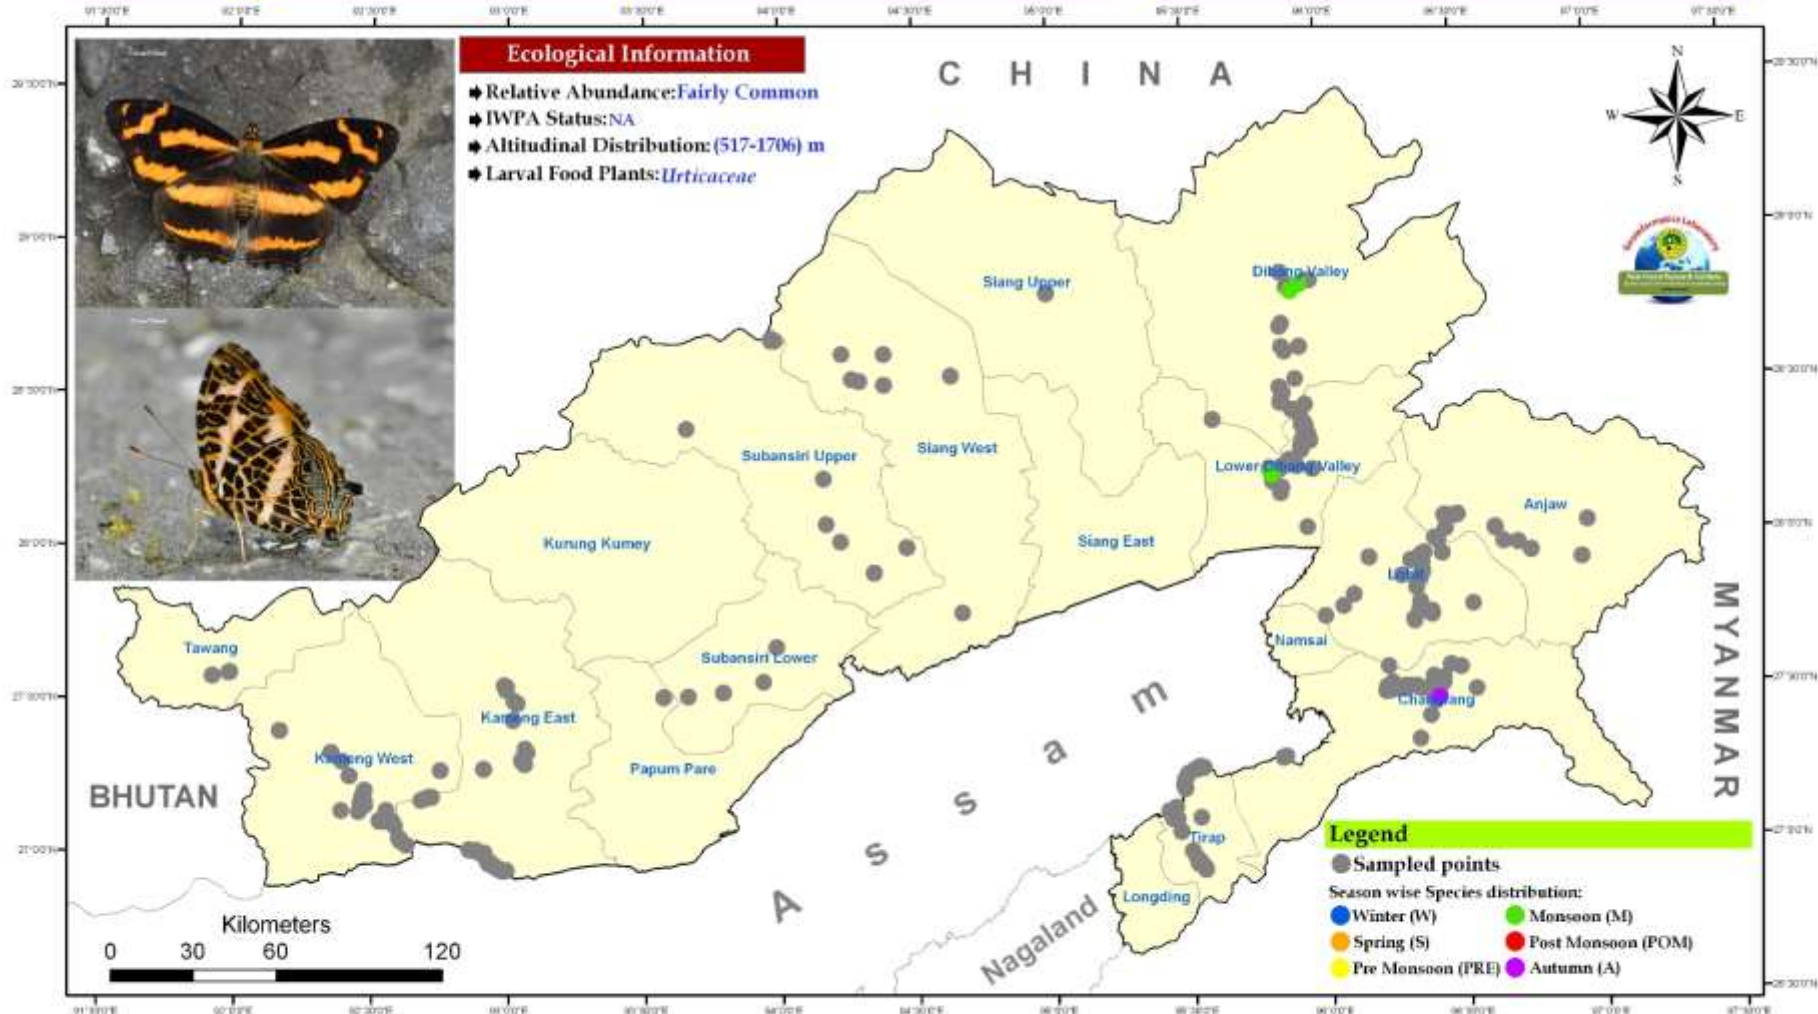 Ecological Information
Relative Abundance:Fairly Common
IWPA Status:NA
Altitudinal Distribution:(517-1706) m
Larval Food Plants:Urticaceae
C H I N A
N
W E
S
Dibang Valley
Siang Upper
Subansiri Upper
Siang West
Lower Dibang Valley
Anjaw
Kurung Kumey
Siang East
Lohit
Namsai
Tawang
Subansiri Lower
Changlang
Kameng East
Kameng West
Papum Pare
BHUTAN
MYANMAR
Assam
Tirap
Longding
Nagaland
Kilometers
0 30 60 120
Legend
Sampled points
Season wise Species distribution:
Winter (W) Monsoon (M)
Spring (S) Post Monsoon (POM)
Pre Monsoon (PRE) Autumn (A)